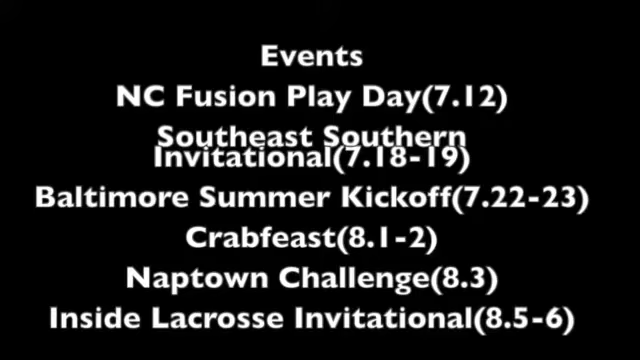 Events
NC Fusion Play Day(7.12)
Southeast Southern
Invitational(7.18-19)
Baltimore Summer Kickoff(7.22-23)
Crabfeast(8.1-2)
Naptown Challenge(8.3)
Inside Lacrosse Invitational(8.5-6)